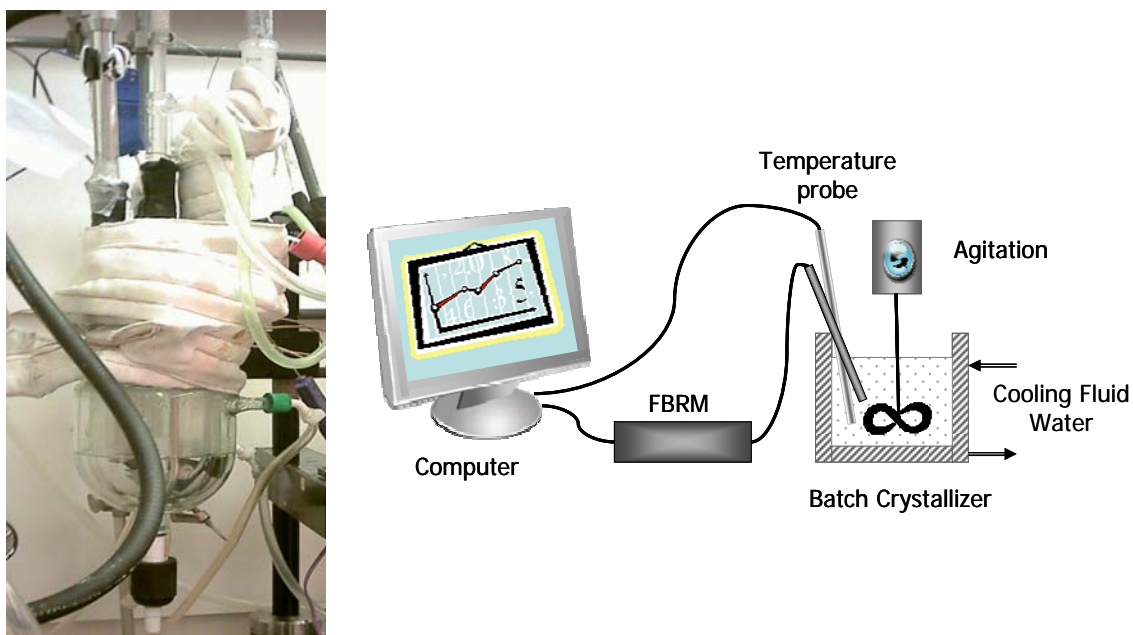 Temperature
probe
Agitation
FBRM
Cooling Fluid
Water
Computer
Batch Crystallizer